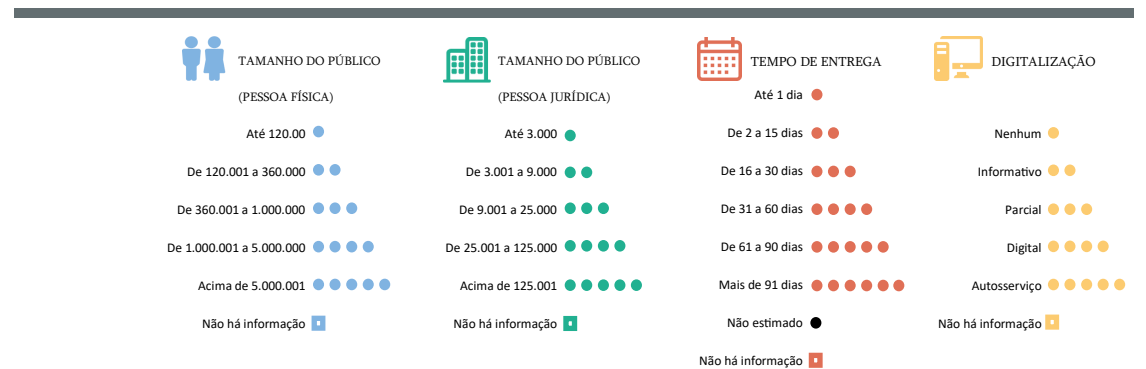 TAMANHO DO PÚBLICO
(PESSOA FÍSICA)
Até 120.00
De 120.001 a 360.000
De 360.001 a 1.000.000
De 1.000.001 a 5.000.000
Acima de 5.000.001
Não há informação
TAMANHO DO PÚBLICO
(PESSOA JURÍDICA)
Até 3.000
De 3.001 a 9.000
De 9.001 a 25.000
De 25.001 a 125.000
Acima de 125.001
Não há informação
TEMPO DE ENTREGA
Até 1 dia
De 2 a 15 dias
De 16 a 30 dias
De 31 a 60 dias
De 61 a 90 dias
Mais de 91 dias
Não estimado
Não há informação
DIGITALIZAÇÃO
Nenhum
Informativo
Parcial
Digital
Autosserviço
Não há informação